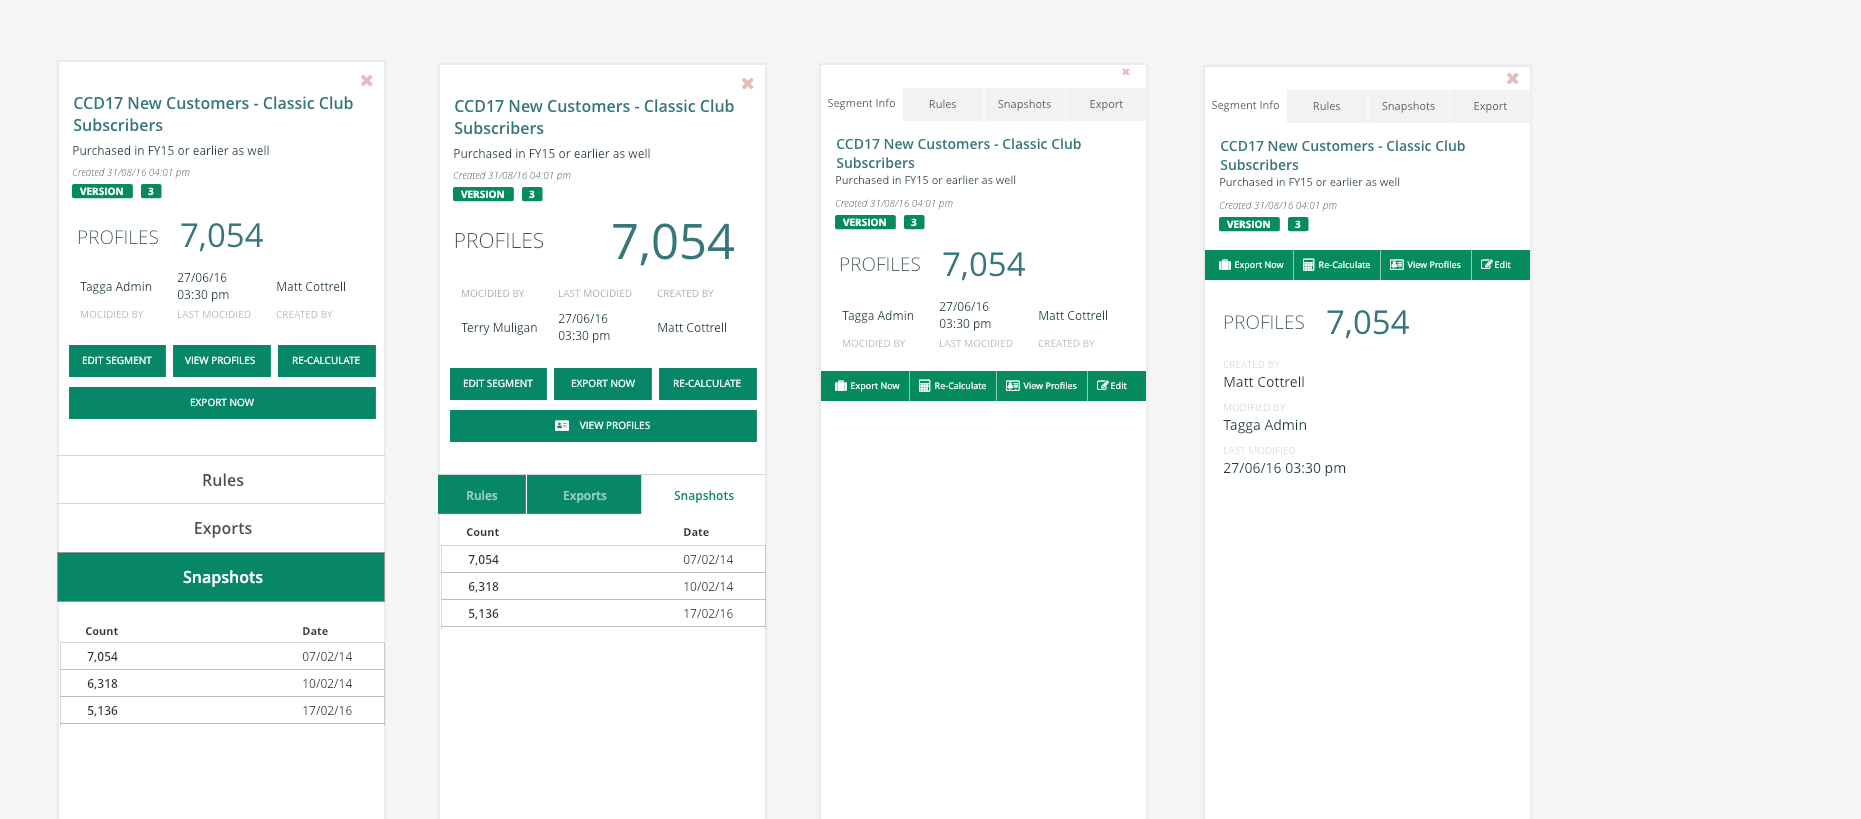 CCD17 New Customers - Classic Club
Subscribers
Purchased in FY15 or earlier as well
Created 31/08/16 04:01 pm
VERSION 3
PROFILES 7,054
Tagga Admin 27/06/16 03:30 pm Matt Cottrell
MOCIDIED BY LAST MOCIDIED CREATED BY
EDIT SEGMENT VIEW PROFILES RE-CALCULATE
EXPORT NOW
Rules
Exports
Snapshots
Count Date
7,054 07/02/14
6,318 10/02/14
5,136 17/02/16
CCD17 New Customers - Classic Club
Subscribers
Purchased in FY15 or earlier as well
Created 31/08/16 04:01 pm
VERSION 3
PROFILES 7,054
MOCIDIED BY LAST MOCIDIED CREATED BY
Terry Muligan 27/06/16 03:30 pm Matt Cottrell
EDIT SEGMENT EXPORT NOW RE-CALCULATE
VIEW PROFILES
Rules Exports Snapshots
Count Date
7,054 07/02/14
6,318 10/02/14
5,136 17/02/16
Segment Info Rules Snapshots Export
CCD17 New Customers - Classic Club
Subscribers
Purchased in FY15 or earlier as well
Created 31/08/16 04:01 pm
VERSION 3
PROFILES 7,054
Tagga Admin 27/06/16 03:30 pm Matt Cottrell
MOCIDIED BY LAST MOCIDIED CREATED BY
Export Now Re-Calculate View Profiles Edit
Segment Info Rules Snapshots Export
CCD17 New Customers - Classic Club
Subscribers
Purchased in FY15 or earlier as well
Created 31/08/16 04:01 pm
VERSION 3
Export Now Re-Calculate View Profiles Edit
PROFILES 7,054
CREATED BY
Matt Cottrell
MODIFIED BY
Tagga Admin
LAST MODIFIED
27/06/16 03:30 pm